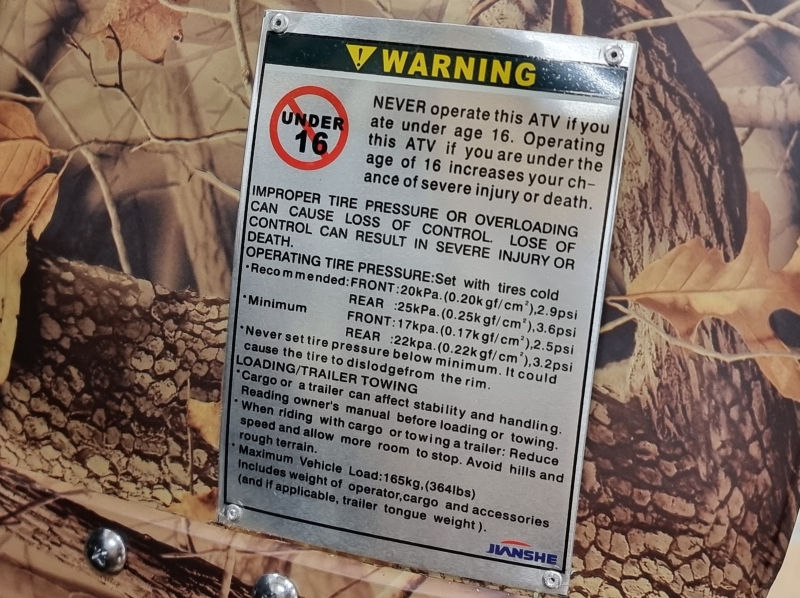 WARNING
UNDER
16
NEVER operate this ATV if you
ate under age 16. Operating
this ATV if you are under the
age of 16 increases your ch-
ance of severe injury or death.
IMPROPER TIRE PRESSURE OR OVERLOADING
CAN CAUSE LOSS OF CONTROL. LOSE OF
CONTROL CAN RESULT IN SEVERE INJURY OR
DEATH.
OPERATING TIRE PRESSURE:Set with tires cold
·Recommended:FRONT:20kPa.(0.20kgf/cm²),2.9psi
REAR :25kPa.(0.25kgf/cm²),3.6psi
·Minimum FRONT:17kpa.(0.17kgf/cm²),2.5psi
REAR :22kpa.(0.22kgf/cm²),3.2psi
·Never set tire pressure below minimum. It could
cause the tire to dislodgefrom the rim.
LOADING/TRAILER TOWING
·Cargo or a trailer can affect stability and handling.
Reading owner's manual before loading or towing.
·When riding with cargo or towing a trailer: Reduce
speed and allow more room to stop. Avoid hills and
rough terrain.
·Maximum Vehicle Load:165kg,(364lbs)
Includes weight of operator,cargo and accessories
(and if applicable, trailer tongue weight).
JIANSHE